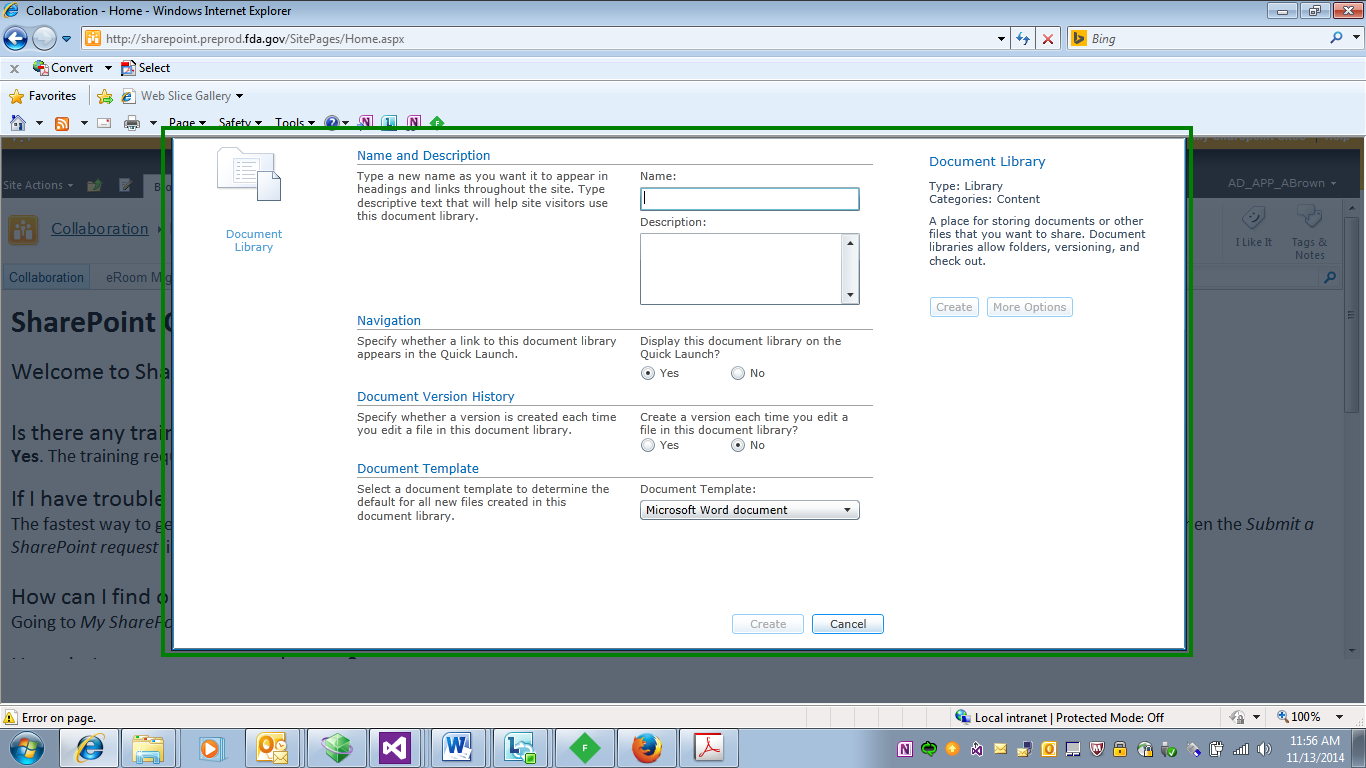 Collaboration - Home - Windows Internet Explorer
http://sharepoint.preprod.fda.gov/SitePages/Home.aspx
Bing
x Convert Select
Favorites Web Slice Gallery
Page Safety Tools
Site Actions
AD_APP_ABrown
Collaboration
I Like It
Tags &
Notes
Collaboration eRoom
SharePoint
Welcome to Sha
Is there any train
Yes. The training req
If I have trouble
The fastest way to ge
en the Submit a
SharePoint request
How can I find o
Going to My SharePo
Document
Library
Name and Description
Type a new name as you want it to appear in
headings and links throughout the site. Type
descriptive text that will help site visitors use
this document library.
Name:
Description:
Navigation
Specify whether a link to this document library
appears in the Quick Launch.
Display this document library on the
Quick Launch?
Yes No
Document Version History
Specify whether a version is created each time
you edit a file in this document library.
Create a version each time you edit a
file in this document library?
Yes No
Document Template
Select a document template to determine the
default for all new files created in this
document library.
Document Template:
Microsoft Word document
Create Cancel
Document Library
Type: Library
Categories: Content
A place for storing documents or other
files that you want to share. Document
libraries allow folders, versioning, and
check out.
Create More Options
Error on page.
Local intranet | Protected Mode: Off
100%
11:56 AM
11/13/2014